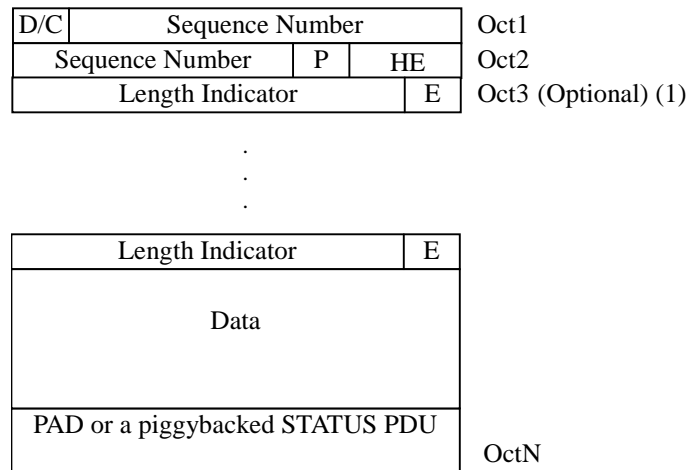 D/C Sequence Number Oct1
Sequence Number P HE Oct2
Length Indicator E Oct3 (Optional) (1)
.
.
.
Length Indicator E
Data
PAD or a piggybacked STATUS PDU
OctN